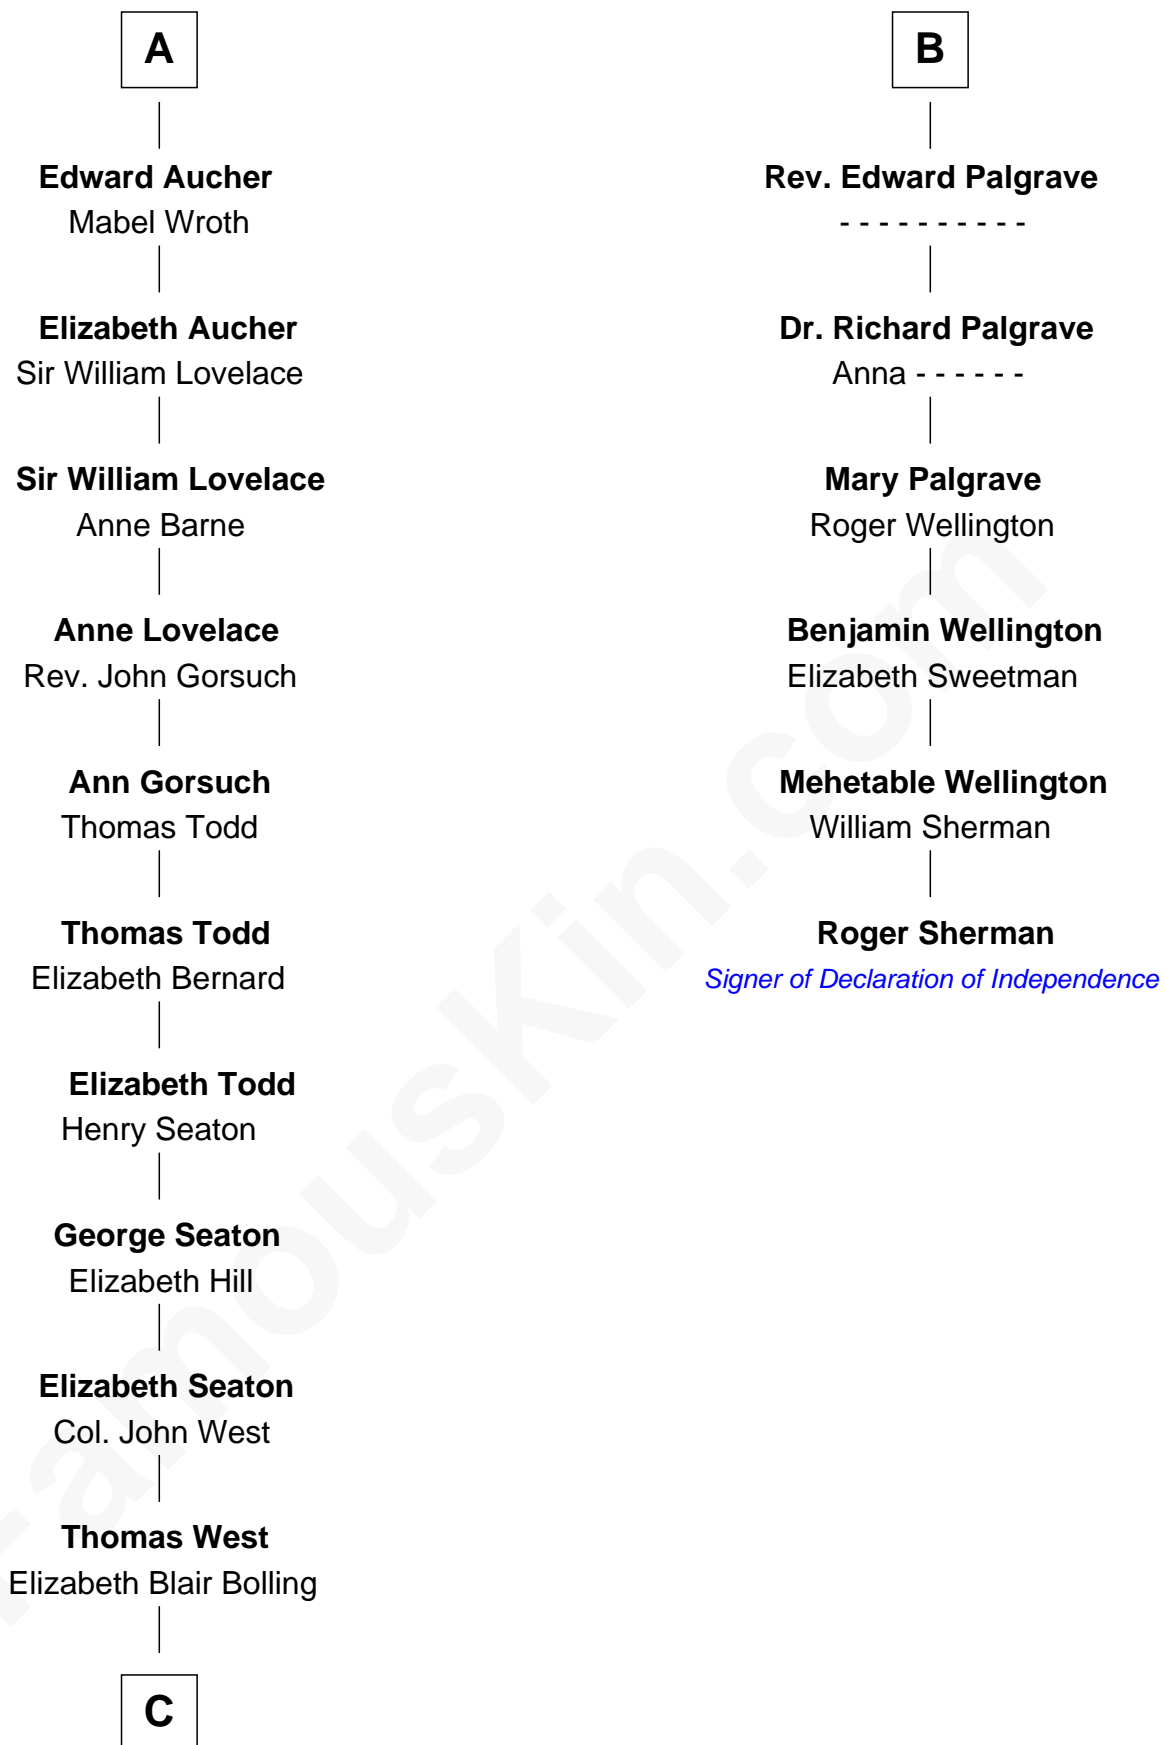 A
Edward Aucher
Mabel Wroth
Elizabeth Aucher
Sir William Lovelace
Sir William Lovelace
Anne Barne
Anne Lovelace
Rev. John Gorsuch
Ann Gorsuch
Thomas Todd
Thomas Todd
Elizabeth Bernard
Elizabeth Todd
Henry Seaton
George Seaton
Elizabeth Hill
Elizabeth Seaton
Col. John West
Thomas West
Elizabeth Blair Bolling
C
B
Rev. Edward Palgrave
- - - - - - - - - -
Dr. Richard Palgrave
Anna - - - - - -
Mary Palgrave
Roger Wellington
Benjamin Wellington
Elizabeth Sweetman
Mehetable Wellington
William Sherman
Roger Sherman
Signer of Declaration of Independence
FamousKin.com